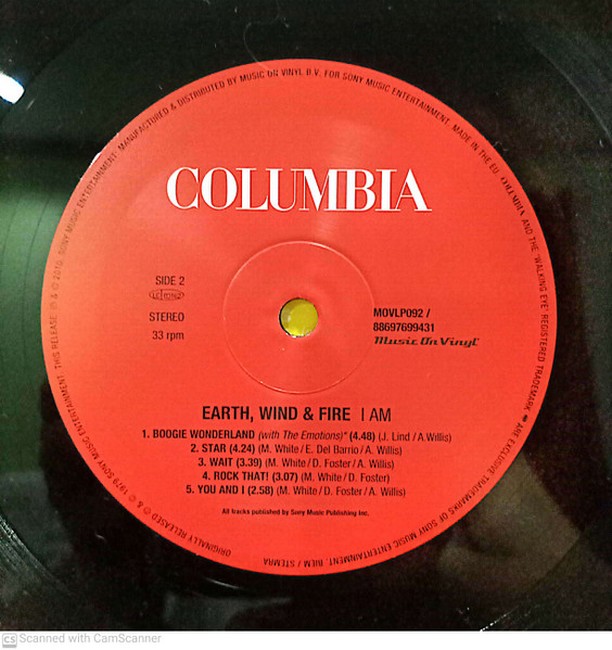 MANUFACTURED & DISTRIBUTED BY MUSIC ON VINYL B.V. FOR SONY MUSIC ENTERTAINMENT. MADE IN THE EU. COLUMBIA AND THE "WALKING EYE" REGISTERED TRADEMARK ARE EXCLUSIVE TRADEMARKS OF SONY MUSIC ENTERTAINMENT. BIEM / STEMRA
ORIGINALLY RELEASED ℗ & © 1979 SONY MUSIC ENTERTAINMENT. THIS RELEASE ℗ & © 2010 SONY MUSIC ENTERTAINMENT.
COLUMBIA
SIDE 2
STEREO
33 rpm
MOVLP092 /
88697699431
Music On Vinyl
EARTH, WIND & FIRE I AM
1. BOOGIE WONDERLAND (with The Emotions)* (4.48) (J. Lind / A. Willis)
2. STAR (4.24) (M. White / E. Del Barrio / A. Willis)
3. WAIT (3.39) (M. White / D. Foster / A. Willis)
4. ROCK THAT! (3.07) (M. White / D. Foster)
5. YOU AND I (2.58) (M. White / D. Foster / A. Willis)
All tracks published by Sony Music Publishing Inc.
CS Scanned with CamScanner